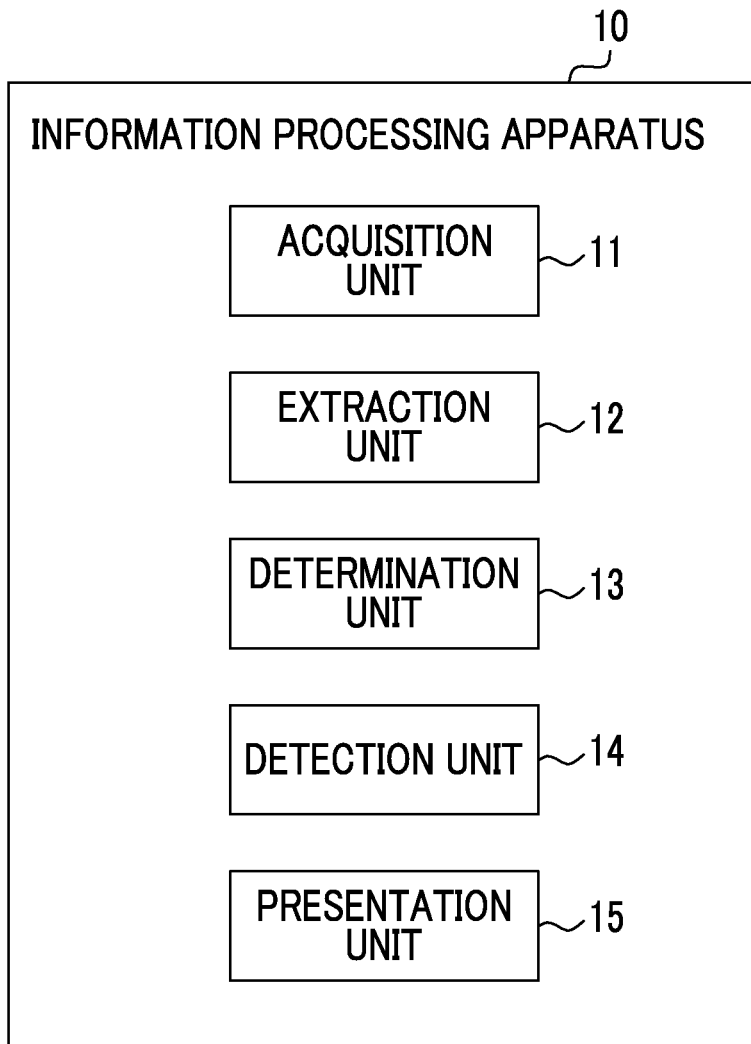 10
INFORMATION PROCESSING APPARATUS
ACQUISITION
UNIT
11
EXTRACTION
UNIT
12
DETERMINATION
UNIT
13
DETECTION UNIT
14
PRESENTATION
UNIT
15